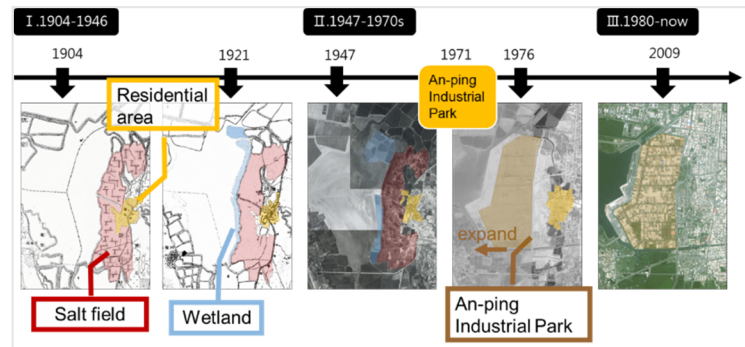 I.1904-1946
II.1947-1970s
III.1980-now
1904
1921
1947
1971
1976
2009
Residential
area
An-ping
Industrial
Park
expand
Salt field
Wetland
An-ping
Industrial Park